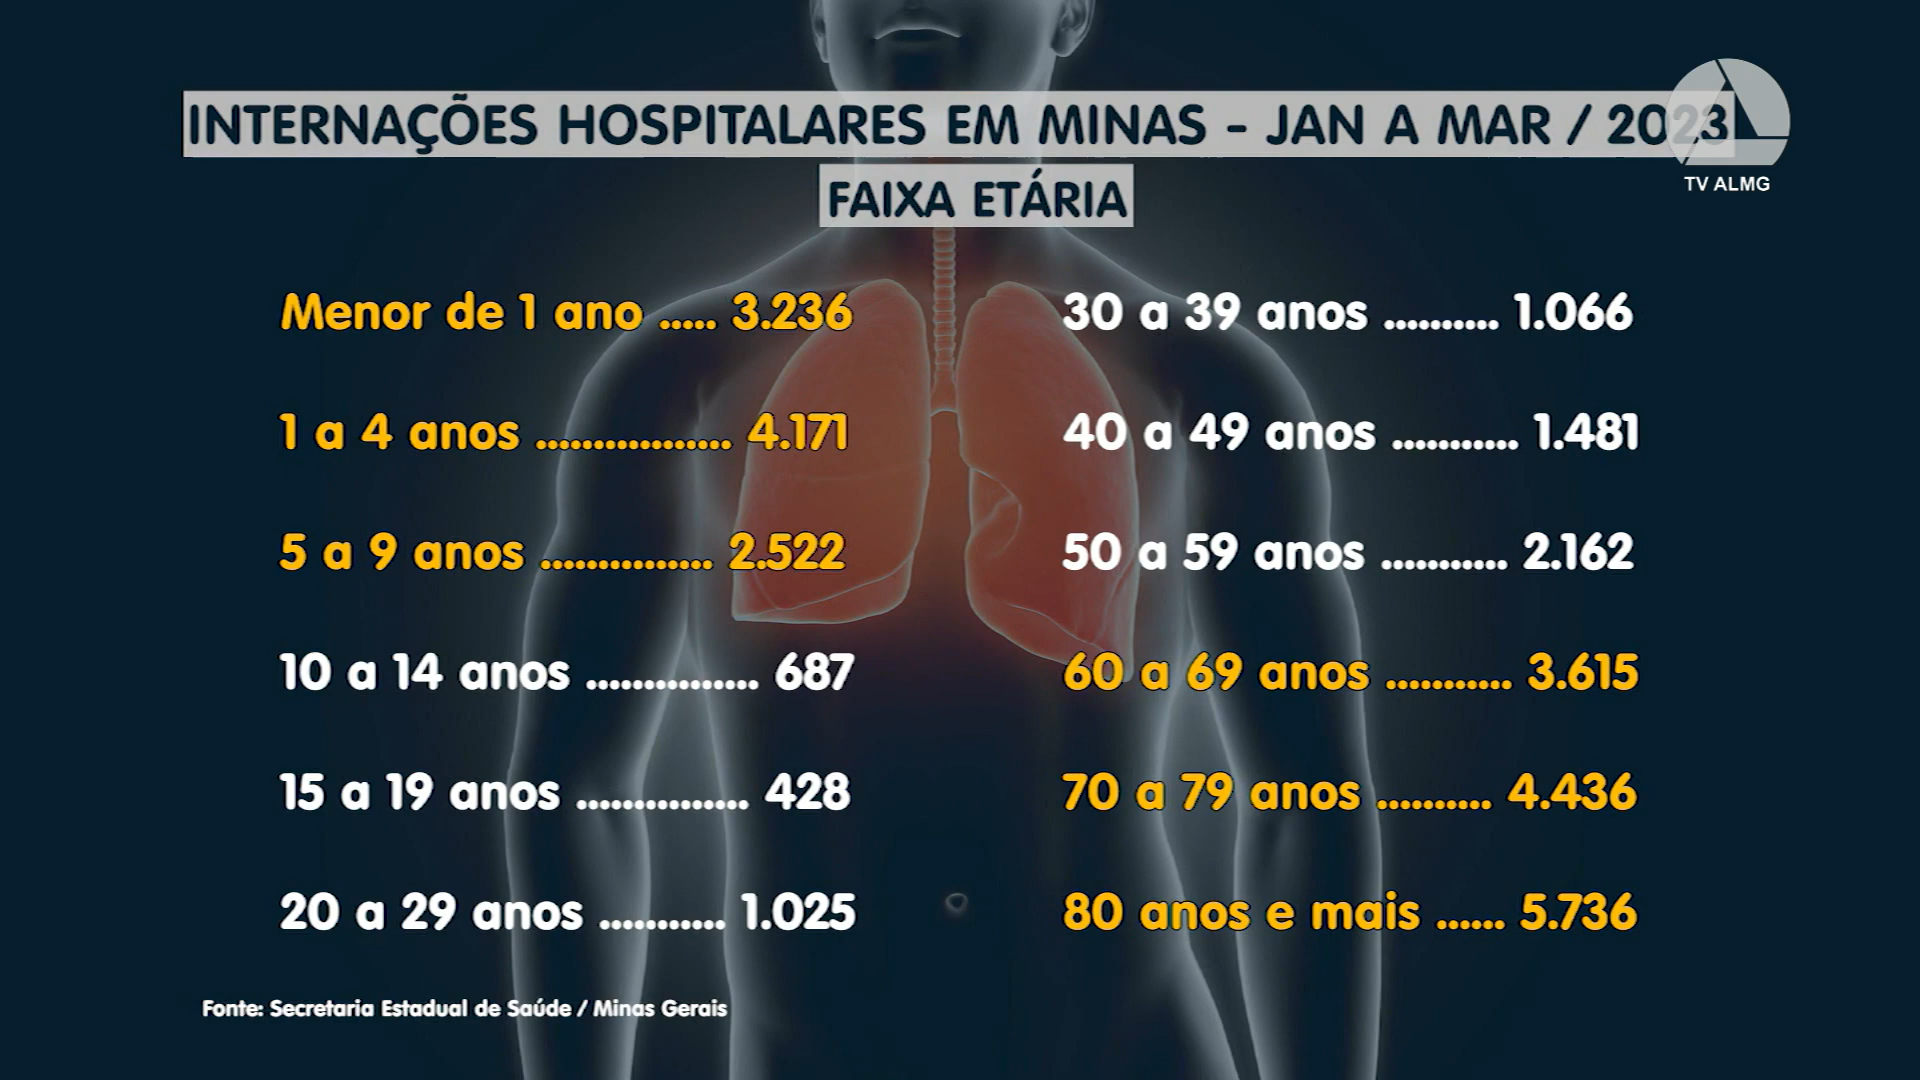 INTERNAÇÕES HOSPITALARES EM MINAS - JAN A MAR / 2023
TV ALMG
FAIXA ETÁRIA
Menor de 1 ano ..... 3.236
1 a 4 anos ................. 4.171
5 a 9 anos ............... 2.522
10 a 14 anos ............... 687
15 a 19 anos ............... 428
20 a 29 anos ........... 1.025
30 a 39 anos .......... 1.066
40 a 49 anos ........... 1.481
50 a 59 anos ........... 2.162
60 a 69 anos ........... 3.615
70 a 79 anos .......... 4.436
80 anos e mais ...... 5.736
Fonte: Secretaria Estadual de Saúde / Minas Gerais